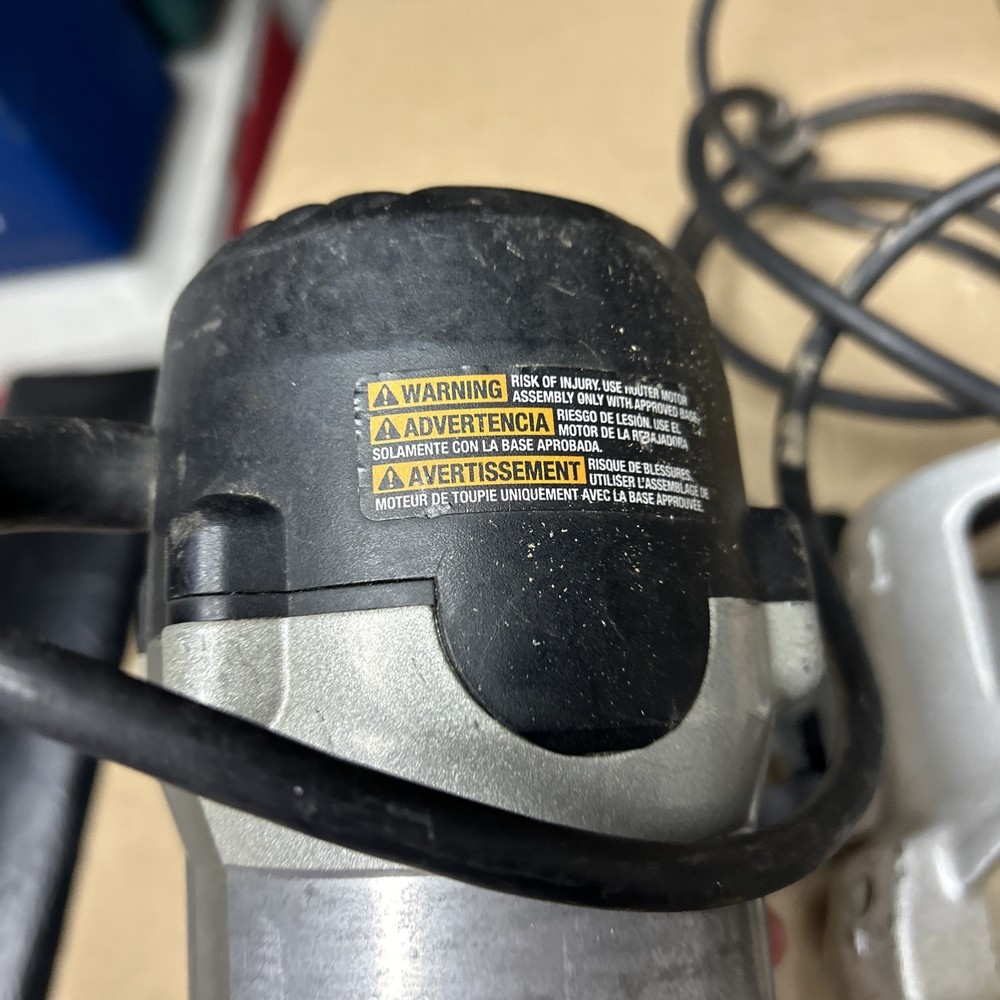 WARNING RISK OF INJURY. USE ROUTER MOTOR
ASSEMBLY ONLY WITH APPROVED BASE.
ADVERTENCIA RIESGO DE LESIÓN. USE EL
MOTOR DE LA REBAJADORA
SOLAMENTE CON LA BASE APROBADA.
AVERTISSEMENT RISQUE DE BLESSURES.
UTILISER L'ASSEMBLAGE DE
MOTEUR DE TOUPIE UNIQUEMENT AVEC LA BASE APPROUVÉE.